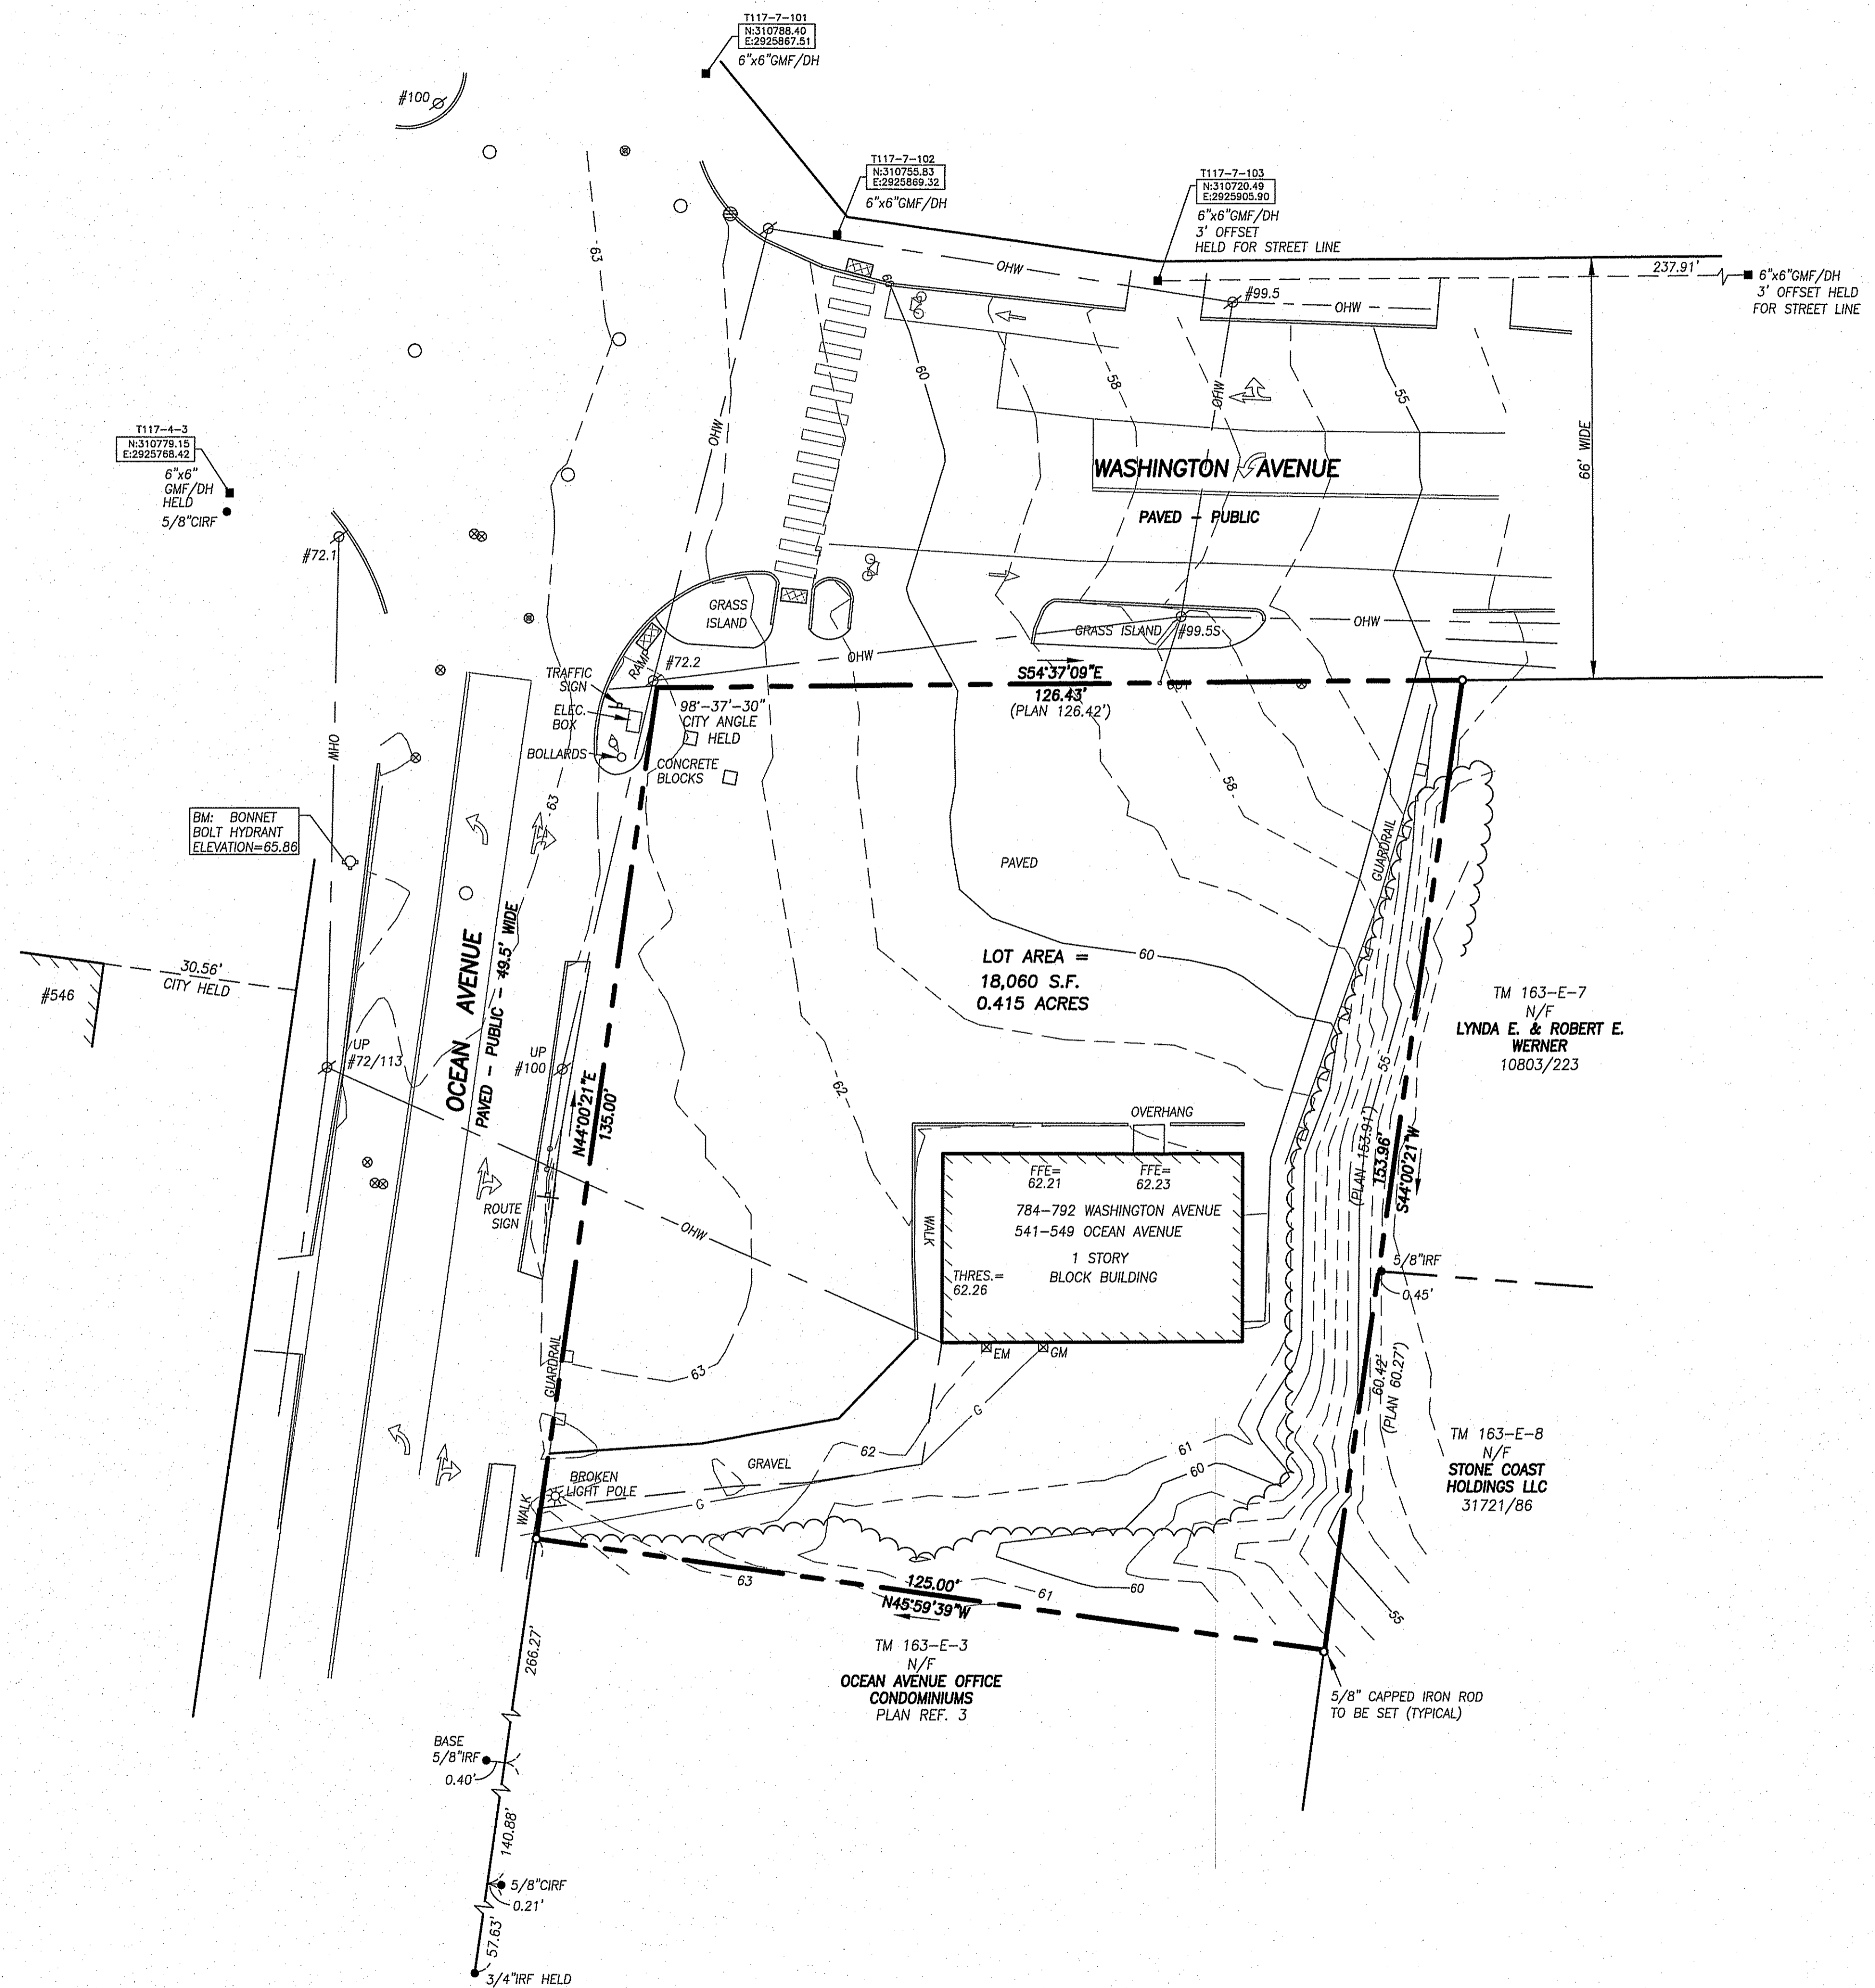 T117-7-101
N:310788.40
E:2925867.51
6"x6"GMF/DH
#100
T117-7-102
N:310755.83
E:2925869.32
6"x6"GMF/DH
T117-7-103
N:310720.49
E:2925905.90
6"x6"GMF/DH
3' OFFSET
HELD FOR STREET LINE
63
OHW
237.91'
6"x6"GMF/DH
3' OFFSET HELD
FOR STREET LINE
#99.5
OHW
60
58
OHW
55
66' WIDE
T117-4-3
N:310779.15
E:2925768.42
6"x6"
GMF/DH
HELD
5/8"CIRF
OHW
WASHINGTON AVENUE
PAVED - PUBLIC
#72.1
GRASS
ISLAND
GRASS ISLAND
#99.5S
OHW
RAMP
#72.2
OHW
TRAFFIC
SIGN
S54°37'09"E
126.43'
(PLAN 126.42')
ELEC.
BOX
98°-37'-30"
CITY ANGLE
HELD
BOLLARDS
CONCRETE
BLOCKS
OHW
63
58
BM: BONNET
BOLT HYDRANT
ELEVATION=65.86
GUARDRAIL
PAVED
OCEAN AVENUE
PAVED - PUBLIC - 49.5' WIDE
30.56'
CITY HELD
#546
LOT AREA =
18,060 S.F.
0.415 ACRES
60
TM 163-E-7
N/F
LYNDA E. & ROBERT E.
WERNER
10803/223
UP
#72/113
UP
#100
N44°00'21"E
135.00'
62
55
OVERHANG
(PLAN 153.91')
153.96'
S44°00'21"W
FFE=
62.21
FFE=
62.23
784-792 WASHINGTON AVENUE
541-549 OCEAN AVENUE
1 STORY
BLOCK BUILDING
THRES.=
62.26
WALK
ROUTE
SIGN
OHW
5/8"IRF
0.45'
EM
GM
GUARDRAIL
63
60.42'
(PLAN 60.27')
G
62
61
60
GRAVEL
BROKEN
LIGHT POLE
WALK
G
TM 163-E-8
N/F
STONE COAST
HOLDINGS LLC
31721/86
63
125.00'
N45°59'39"W
61
60
55
266.27'
TM 163-E-3
N/F
OCEAN AVENUE OFFICE
CONDOMINIUMS
PLAN REF. 3
5/8" CAPPED IRON ROD
TO BE SET (TYPICAL)
BASE
5/8"IRF
0.40'
140.88'
5/8"CIRF
0.21'
57.63'
3/4"IRF HELD